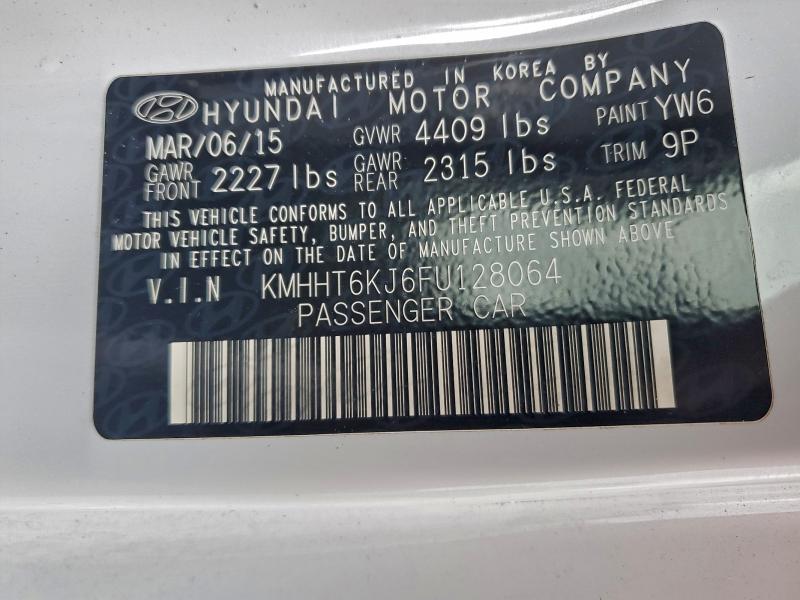 MANUFACTURED IN KOREA BY
HYUNDAI MOTOR COMPANY
MAR/06/15 GVWR 4409 lbs PAINT YW6
GAWR FRONT 2227 lbs GAWR REAR 2315 lbs TRIM 9P
THIS VEHICLE CONFORMS TO ALL APPLICABLE U.S.A. FEDERAL
MOTOR VEHICLE SAFETY, BUMPER, AND THEFT PREVENTION STANDARDS
IN EFFECT ON THE DATE OF MANUFACTURE SHOWN ABOVE
V.I.N KMHHT6KJ6FU128064
PASSENGER CAR